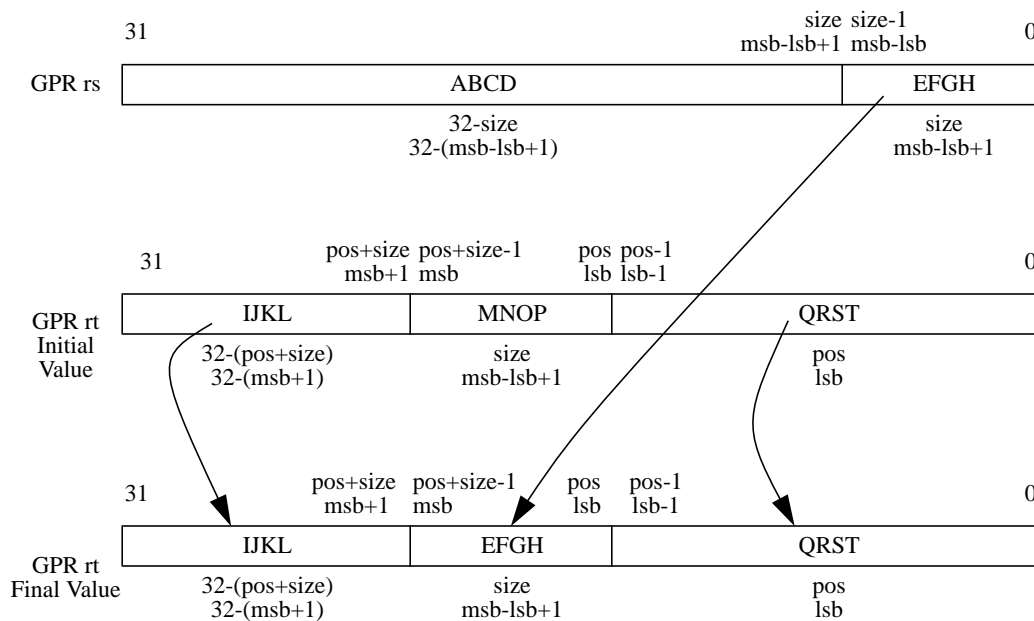 31 size size-1 0
msb-lsb+1 msb-lsb
GPR rs ABCD EFGH
32-size size
32-(msb-lsb+1) msb-lsb+1
31 pos+size pos+size-1 pos pos-1 0
msb+1 msb lsb lsb-1
GPR rt IJKL MNOP QRST
Initial
Value
32-(pos+size) size pos
32-(msb+1) msb-lsb+1 lsb
31 pos+size pos+size-1 pos pos-1 0
msb+1 msb lsb lsb-1
GPR rt IJKL EFGH QRST
Final Value
32-(pos+size) size pos
32-(msb+1) msb-lsb+1 lsb